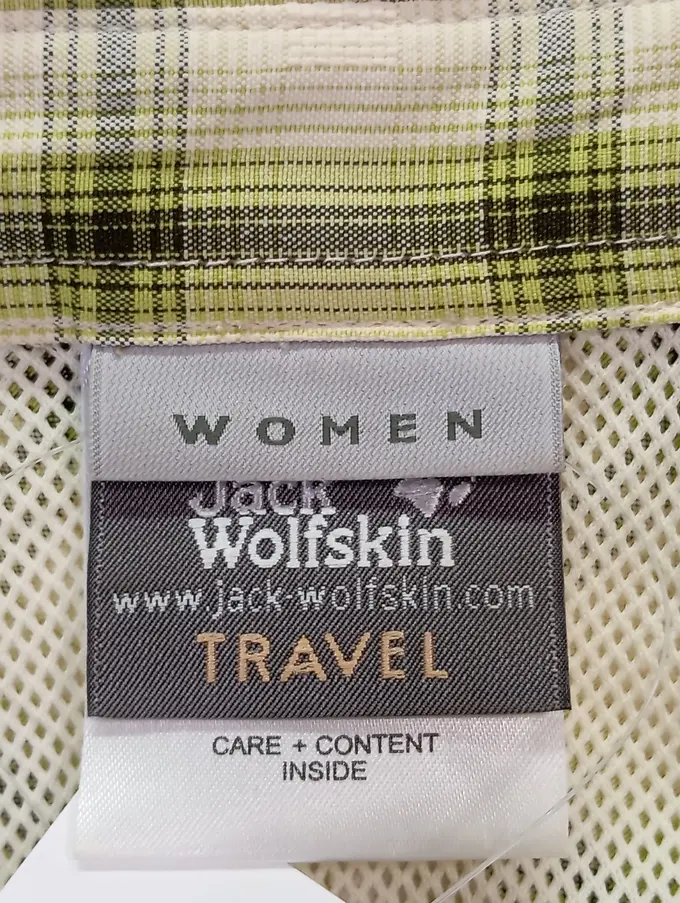 WOMEN
Jack
Wolfskin
www.jack-wolfskin.com
TRAVEL
CARE + CONTENT
INSIDE